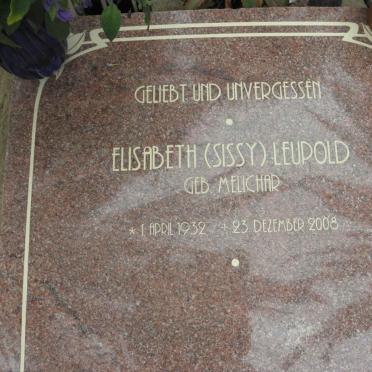 GELIEBT UND UNVERGESSEN
ELISABETH (SISSY) LEUPOLD
GEB. MELICHAR
* 1. APRIL 1932 + 23. DEZEMBER 2008